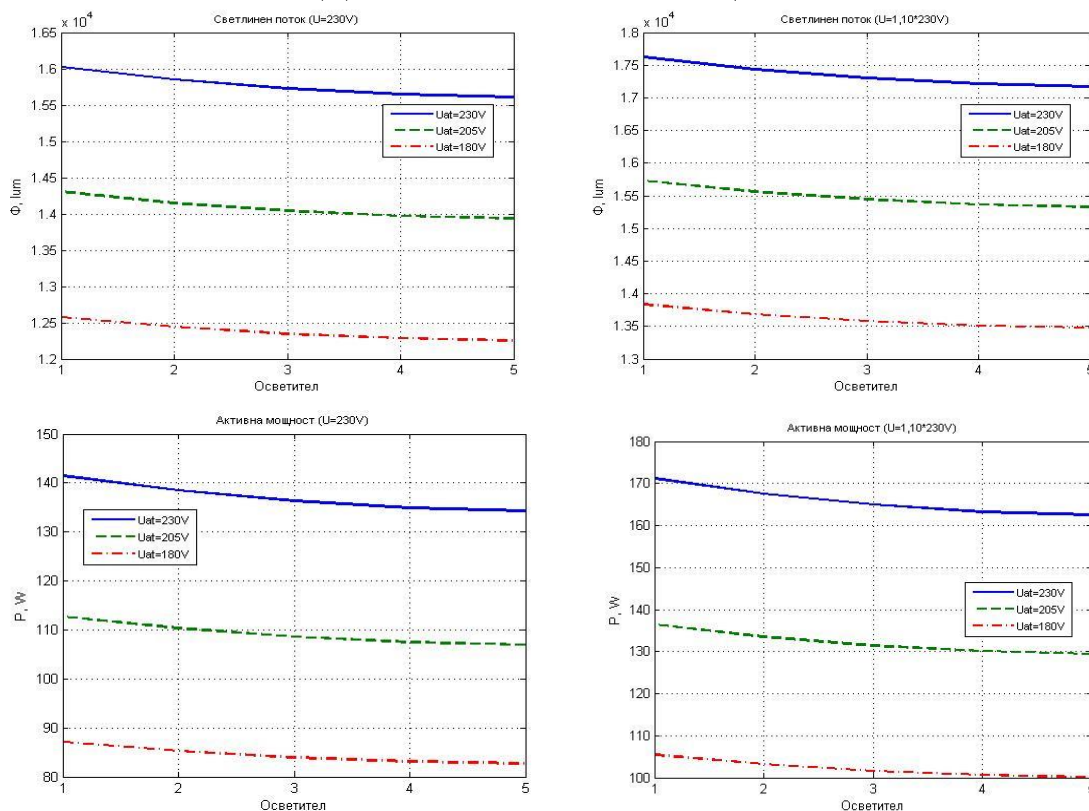 Светлинен поток (U=230V)
x 10^4
1.65
1.6
1.55
1.5
1.45
1.4
1.35
1.3
1.25
1.2
Φ, lum
Uat=230V
Uat=205V
Uat=180V
1 2 3 4 5
Осветител
Светлинен поток (U=1,10*230V)
x 10^4
1.8
1.75
1.7
1.65
1.6
1.55
1.5
1.45
1.4
1.35
1.3
Φ, lum
Uat=230V
Uat=205V
Uat=180V
1 2 3 4 5
Осветител
Активна мощност (U=230V)
150
140
130
120
110
100
90
80
P, W
Uat=230V
Uat=205V
Uat=180V
1 2 3 4 5
Осветител
Активна мощност (U=1,10*230V)
180
170
160
150
140
130
120
110
100
P, W
Uat=230V
Uat=205V
Uat=180V
1 2 3 4
Осветител